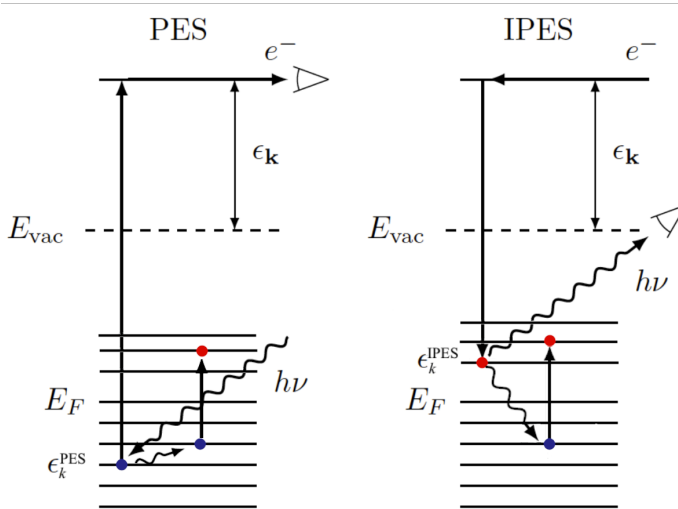 PES
IPES
e⁻
e⁻
ϵ𝐤
ϵ𝐤
E_vac
E_vac
hν
hν
ϵ_k^IPES
E_F
E_F
ϵ_k^PES